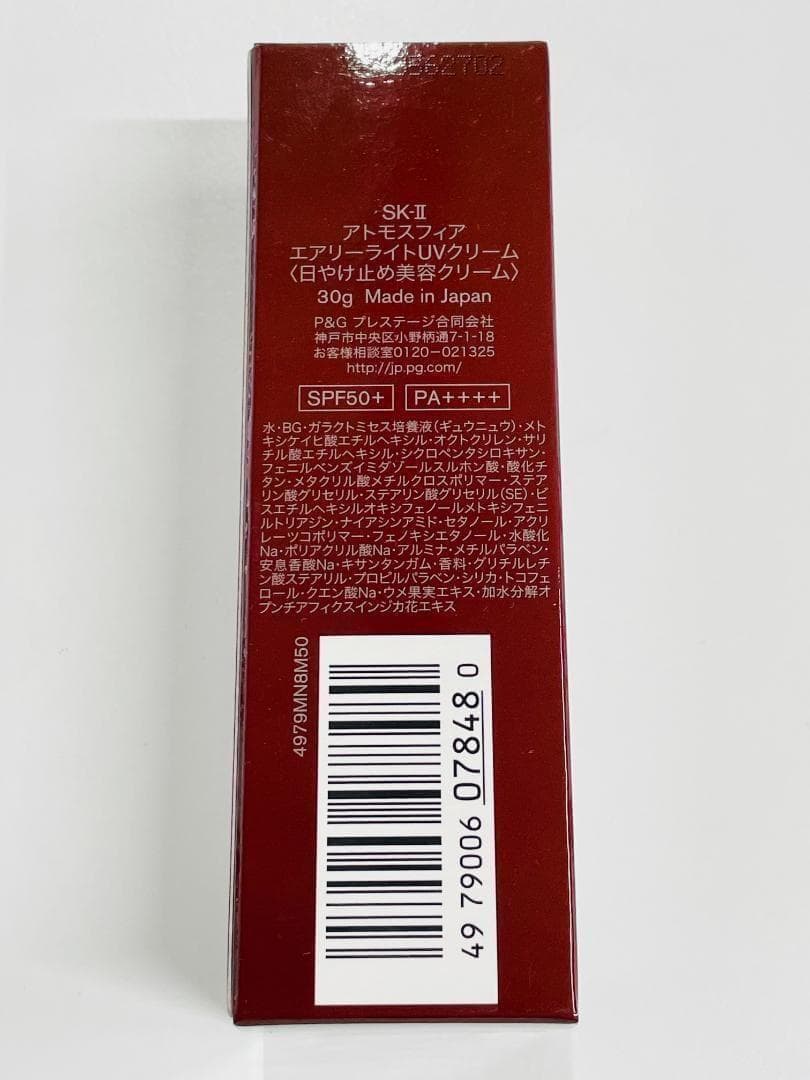 562702
SK-II
アトモスフィア
エアリーライトUVクリーム
〈日やけ止め美容クリーム〉
30g Made in Japan
P&G プレステージ合同会社
神戸市中央区小野柄通7-1-18
お客様相談室0120-021325
http://jp.pg.com/
SPF50+ PA++++
水・BG・ガラクトミセス培養液(ギュウニュウ)・メト
キシケイヒ酸エチルヘキシル・オクトクリレン・サリ
チル酸エチルヘキシル・シクロペンタシロキサン・
フェニルベンズイミダゾールスルホン酸・酸化チ
タン・メタクリル酸メチルクロスポリマー・ステア
リン酸グリセリル・ステアリン酸グリセリル(SE)・ビ
スエチルヘキシルオキシフェノールメトキシフェニ
ルトリアジン・ナイアシンアミド・セタノール・アクリ
レーツコポリマー・フェノキシエタノール・水酸化
Na・ポリアクリル酸Na・アルミナ・メチルパラベン・
安息香酸Na・キサンタンガム・香料・グリチルレチ
ン酸ステアリル・プロピルパラベン・シリカ・トコフェ
ロール・クエン酸Na・ウメ果実エキス・加水分解オ
プンチアフィクスインジカ花エキス
4979MN8M50
49 79006 07848 0